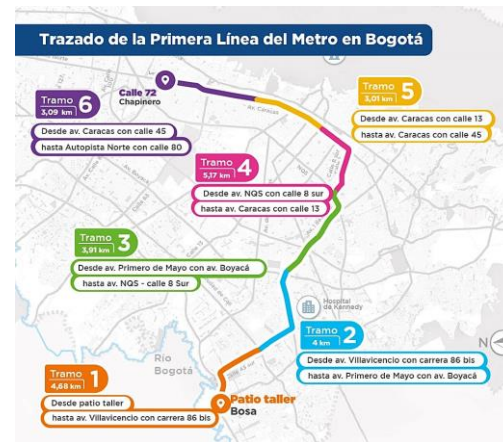 Trazado de la Primera Línea del Metro en Bogotá
Calle 72
Chapinero
Tramo 6
3,09 km
Desde av. Caracas con calle 45
hasta Autopista Norte con calle 80
Tramo 5
3,01 km
Desde av. Caracas con calle 13
hasta av. Caracas con calle 45
Av. Caracas
Tramo 4
5,17 km
Desde av. NQS con calle 8 sur
hasta av. Caracas con calle 13
NQS
Tramo 3
3,91 km
Desde av. Primero de Mayo con av. Boyacá
hasta av. NQS - calle 8 Sur
Hospital
de Kennedy
N
Tramo 2
4 km
Desde av. Villavicencio con carrera 86 bis
hasta av. Primero de Mayo con av. Boyacá
Río
Bogotá
Tramo 1
4,68 km
Desde patio taller
hasta av. Villavicencio con carrera 86 bis
Patio taller
Bosa